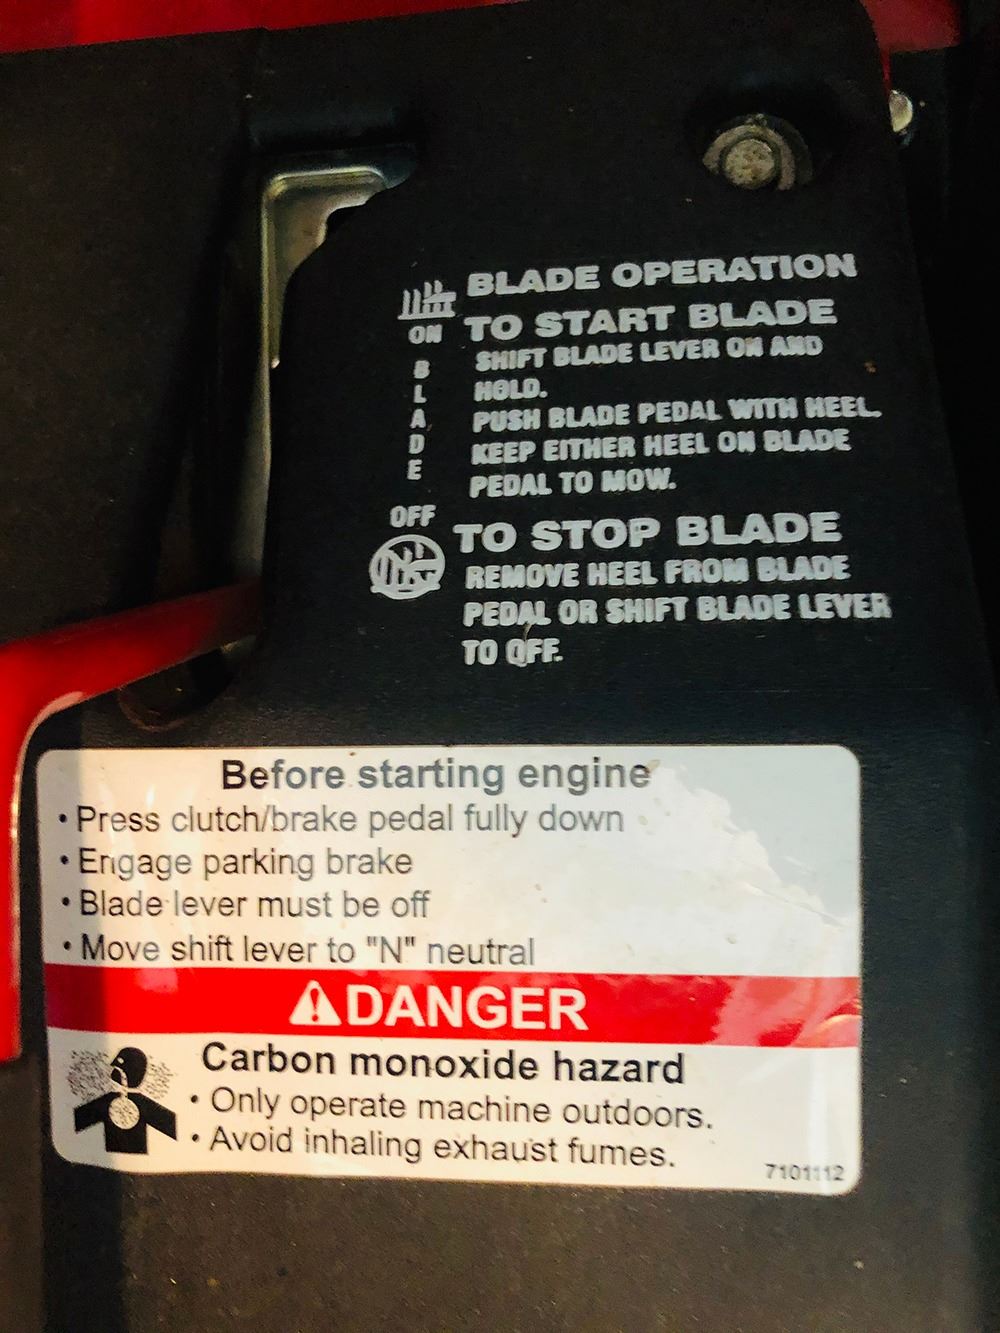 BLADE OPERATION
ON
BLADE
OFF
TO START BLADE
SHIFT BLADE LEVER ON AND
HOLD.
PUSH BLADE PEDAL WITH HEEL.
KEEP EITHER HEEL ON BLADE
PEDAL TO MOW.
TO STOP BLADE
REMOVE HEEL FROM BLADE
PEDAL OR SHIFT BLADE LEVER
TO OFF.
Before starting engine
• Press clutch/brake pedal fully down
• Engage parking brake
• Blade lever must be off
• Move shift lever to "N" neutral
DANGER
Carbon monoxide hazard
• Only operate machine outdoors.
• Avoid inhaling exhaust fumes.
7101112